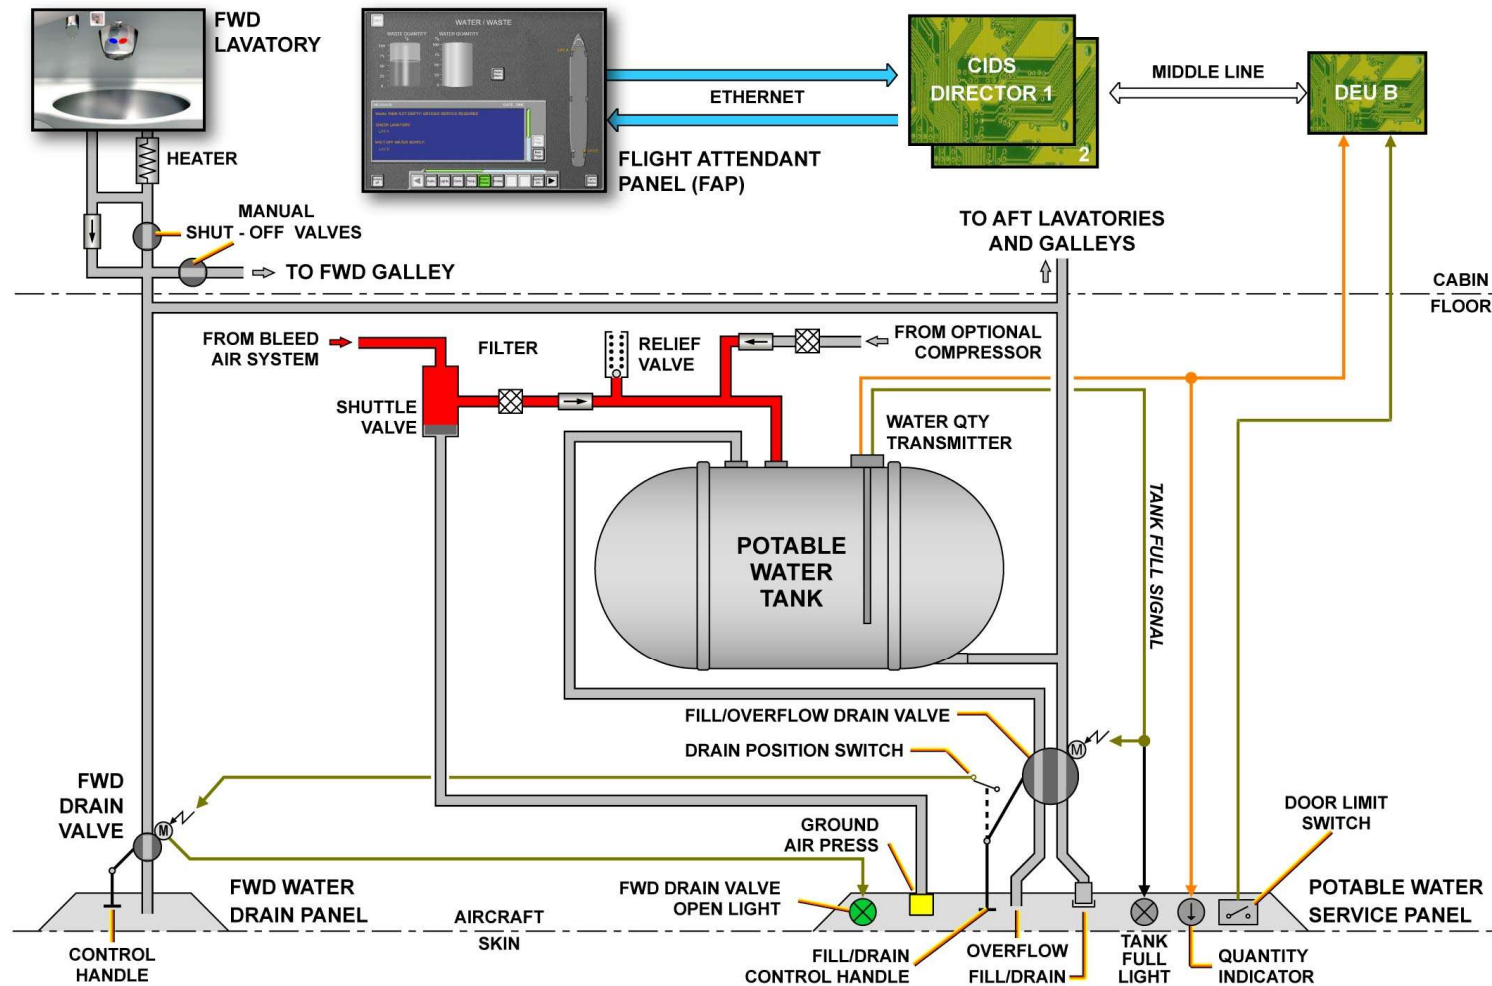 FWD
LAVATORY
HEATER
MANUAL
SHUT - OFF VALVES
TO FWD GALLEY
WATER / WASTE
WASTE QUANTITY
WATER QUANTITY
ETHERNET
FLIGHT ATTENDANT
PANEL (FAP)
CIDS
DIRECTOR 1
2
MIDDLE LINE
DEU B
TO AFT LAVATORIES
AND GALLEYS
CABIN
FLOOR
FROM BLEED
AIR SYSTEM
FILTER
RELIEF
VALVE
FROM OPTIONAL
COMPRESSOR
SHUTTLE
VALVE
WATER QTY
TRANSMITTER
POTABLE
WATER
TANK
TANK FULL SIGNAL
FILL/OVERFLOW DRAIN VALVE
DRAIN POSITION SWITCH
M
FWD
DRAIN
VALVE
M
GROUND
AIR PRESS
DOOR LIMIT
SWITCH
FWD WATER
DRAIN PANEL
FWD DRAIN VALVE
OPEN LIGHT
POTABLE WATER
SERVICE PANEL
AIRCRAFT
SKIN
CONTROL
HANDLE
FILL/DRAIN
CONTROL HANDLE
OVERFLOW
FILL/DRAIN
TANK
FULL
LIGHT
QUANTITY
INDICATOR